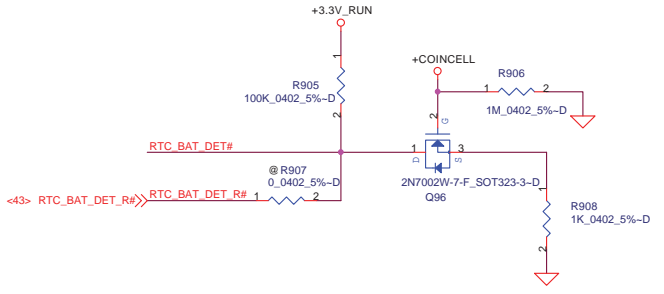 +3.3V_RUN
1
R905
100K_0402_5%~D
2
+COINCELL
R906
1
2
1M_0402_5%~D
2
G
RTC_BAT_DET#
1
3
D
S
@ R907
0_0402_5%~D
2N7002W-7-F_SOT323-3~D
Q96
<43> RTC_BAT_DET_R#
RTC_BAT_DET_R#
1
2
1
R908
1K_0402_5%~D
2